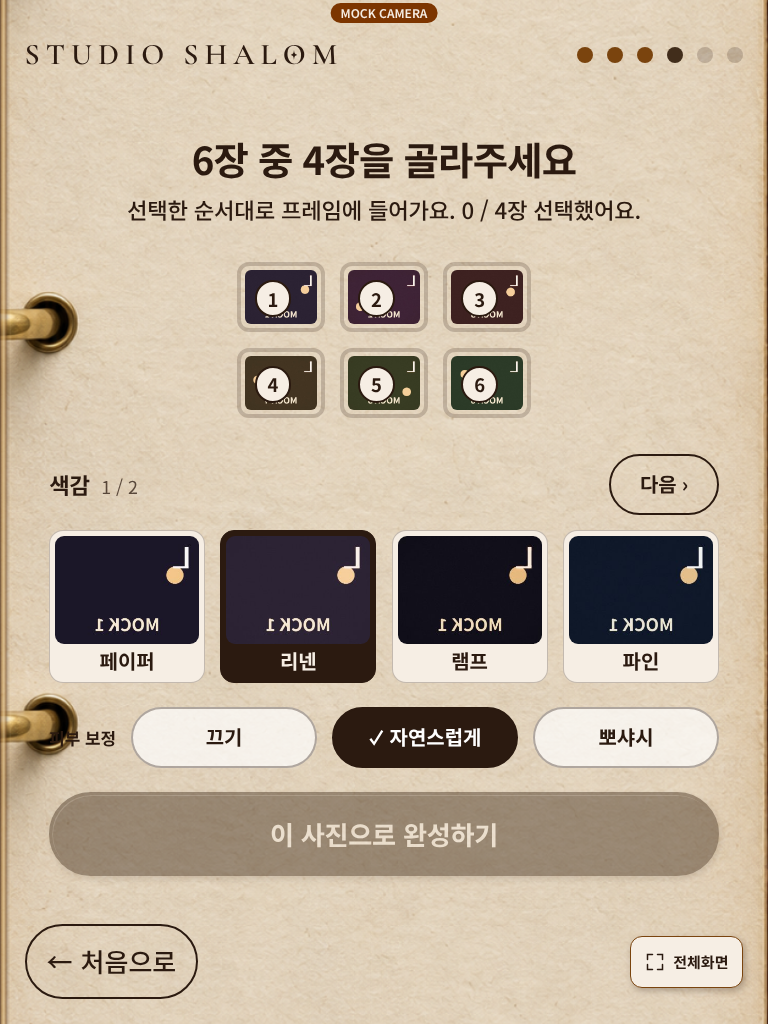 MOCK CAMERA
STUDIO SHALOM
6장 중 4장을 골라주세요
선택한 순서대로 프레임에 들어가요. 0 / 4장 선택했어요.
1 2 3
4 5 6
색감 1 / 2
다음 ›
MOCK 1 MOCK 1 MOCK 1 MOCK 1
페이퍼 리넨 램프 파인
보정 끄기 ✓ 자연스럽게 뽀샤시
이 사진으로 완성하기
← 처음으로
전체화면